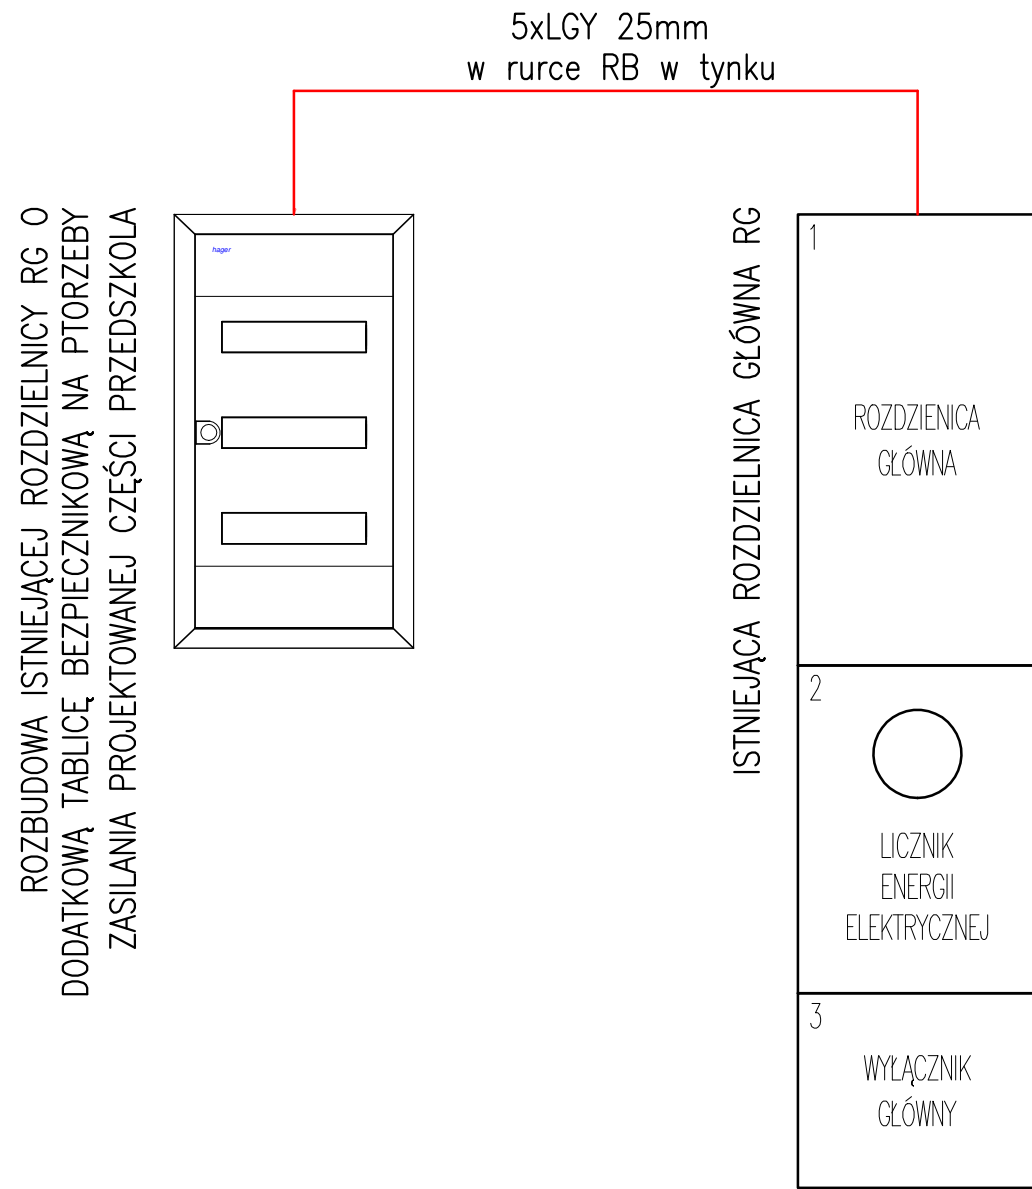 5xLGY 25mm
w rurce RB w tynku
ROZBUDOWA ISTNIEJĄCEJ ROZDZIELNICY RG O
DODATKOWĄ TABLICĘ BEZPIECZNIKOWĄ NA PTORZEBY
ZASILANIA PROJEKTOWANEJ CZĘŚCI PRZEDSZKOLA
hager
ISTNIEJĄCA ROZDZIELNICA GŁÓWNA RG
1
ROZDZIENICA
GŁÓWNA
2
LICZNIK
ENERGII
ELEKTRYCZNEJ
3
WYŁĄCZNIK
GŁÓWNY